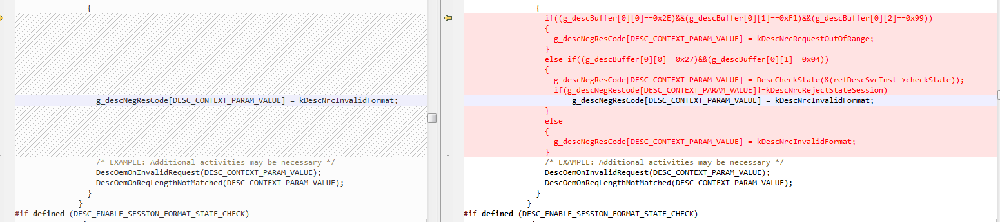 {
g_descNegResCode[DESC_CONTEXT_PARAM_VALUE] = kDescNrcInvalidFormat;
/* EXAMPLE: Additional activities may be necessary */
DescOemOnInvalidRequest(DESC_CONTEXT_PARAM_VALUE);
DescOemOnReqLengthNotMatched(DESC_CONTEXT_PARAM_VALUE);
}
}
#if defined (DESC_ENABLE_SESSION_FORMAT_STATE_CHECK)
{
if((g_descBuffer[0][0]==0x2E)&&(g_descBuffer[0][1]==0xF1)&&(g_descBuffer[0][2]==0x99))
{
g_descNegResCode[DESC_CONTEXT_PARAM_VALUE] = kDescNrcRequestOutOfRange;
}
else if((g_descBuffer[0][0]==0x27)&&(g_descBuffer[0][1]==0x04))
{
g_descNegResCode[DESC_CONTEXT_PARAM_VALUE] = DescCheckState(&(refDescSvcInst->checkState));
if(g_descNegResCode[DESC_CONTEXT_PARAM_VALUE]!=kDescNrcRejectStateSession)
g_descNegResCode[DESC_CONTEXT_PARAM_VALUE] = kDescNrcInvalidFormat;
}
else
{
g_descNegResCode[DESC_CONTEXT_PARAM_VALUE] = kDescNrcInvalidFormat;
}
/* EXAMPLE: Additional activities may be necessary */
DescOemOnInvalidRequest(DESC_CONTEXT_PARAM_VALUE);
DescOemOnReqLengthNotMatched(DESC_CONTEXT_PARAM_VALUE);
}
}
#if defined (DESC_ENABLE_SESSION_FORMAT_STATE_CHECK)